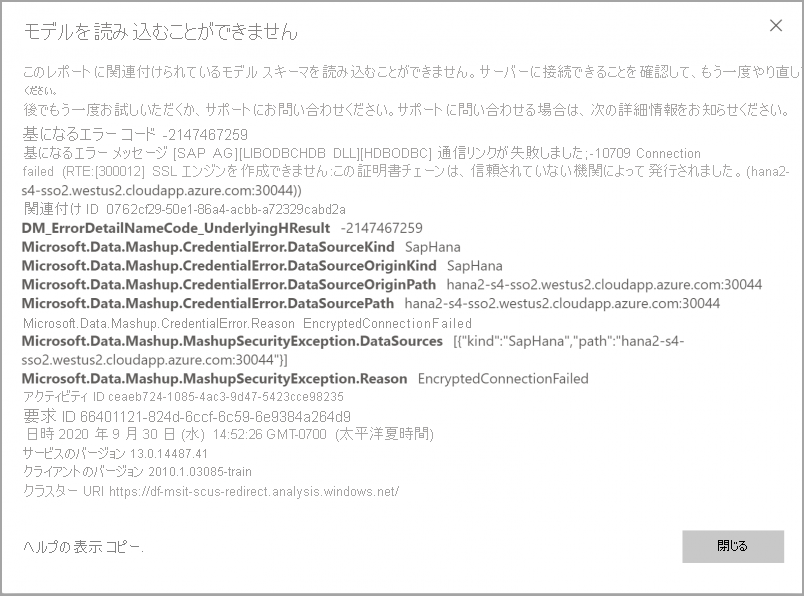 モデルを読み込むことができません
このレポートに関連付けられているモデル スキーマを読み込むことができません。サーバーに接続できることを確認して、もう一度やり直し
ください。
後でもう一度お試しいただくか、サポートにお問い合わせください。サポートに問い合わせる場合は、次の詳細情報をお知らせください。
基になるエラー コード -2147467259
基になるエラー メッセージ [SAP AG][LIBODBCHDB DLL][HDBODBC] 通信リンクが失敗しました;-10709 Connection
failed (RTE:[300012] SSL エンジンを作成できません:この証明書チェーンは、信頼されていない機関によって発行されました。(hana2-
s4-sso2.westus2.cloudapp.azure.com:30044))
関連付け ID 0762cf29-50e1-86a4-acbb-a72329cabd2a
DM_ErrorDetailNameCode_UnderlyingHResult -2147467259
Microsoft.Data.Mashup.CredentialError.DataSourceKind SapHana
Microsoft.Data.Mashup.CredentialError.DataSourceOriginKind SapHana
Microsoft.Data.Mashup.CredentialError.DataSourceOriginPath hana2-s4-sso2.westus2.cloudapp.azure.com:30044
Microsoft.Data.Mashup.CredentialError.DataSourcePath hana2-s4-sso2.westus2.cloudapp.azure.com:30044
Microsoft.Data.Mashup.CredentialError.Reason EncryptedConnectionFailed
Microsoft.Data.Mashup.MashupSecurityException.DataSources [{"kind":"SapHana","path":"hana2-s4-
sso2.westus2.cloudapp.azure.com:30044"}]
Microsoft.Data.Mashup.MashupSecurityException.Reason EncryptedConnectionFailed
アクティビティ ID ceaeb724-1085-4ac3-9d47-5423cce98235
要求 ID 66401121-824d-6ccf-6c59-6e9384a264d9
日時 2020 年 9 月 30 日 (水) 14:52:26 GMT-0700 (太平洋夏時間)
サービスのバージョン 13.0.14487.41
クライアントのバージョン 2010.1.03085-train
クラスター URI https://df-msit-scus-redirect.analysis.windows.net/
ヘルプの表示 コピー.
閉じる